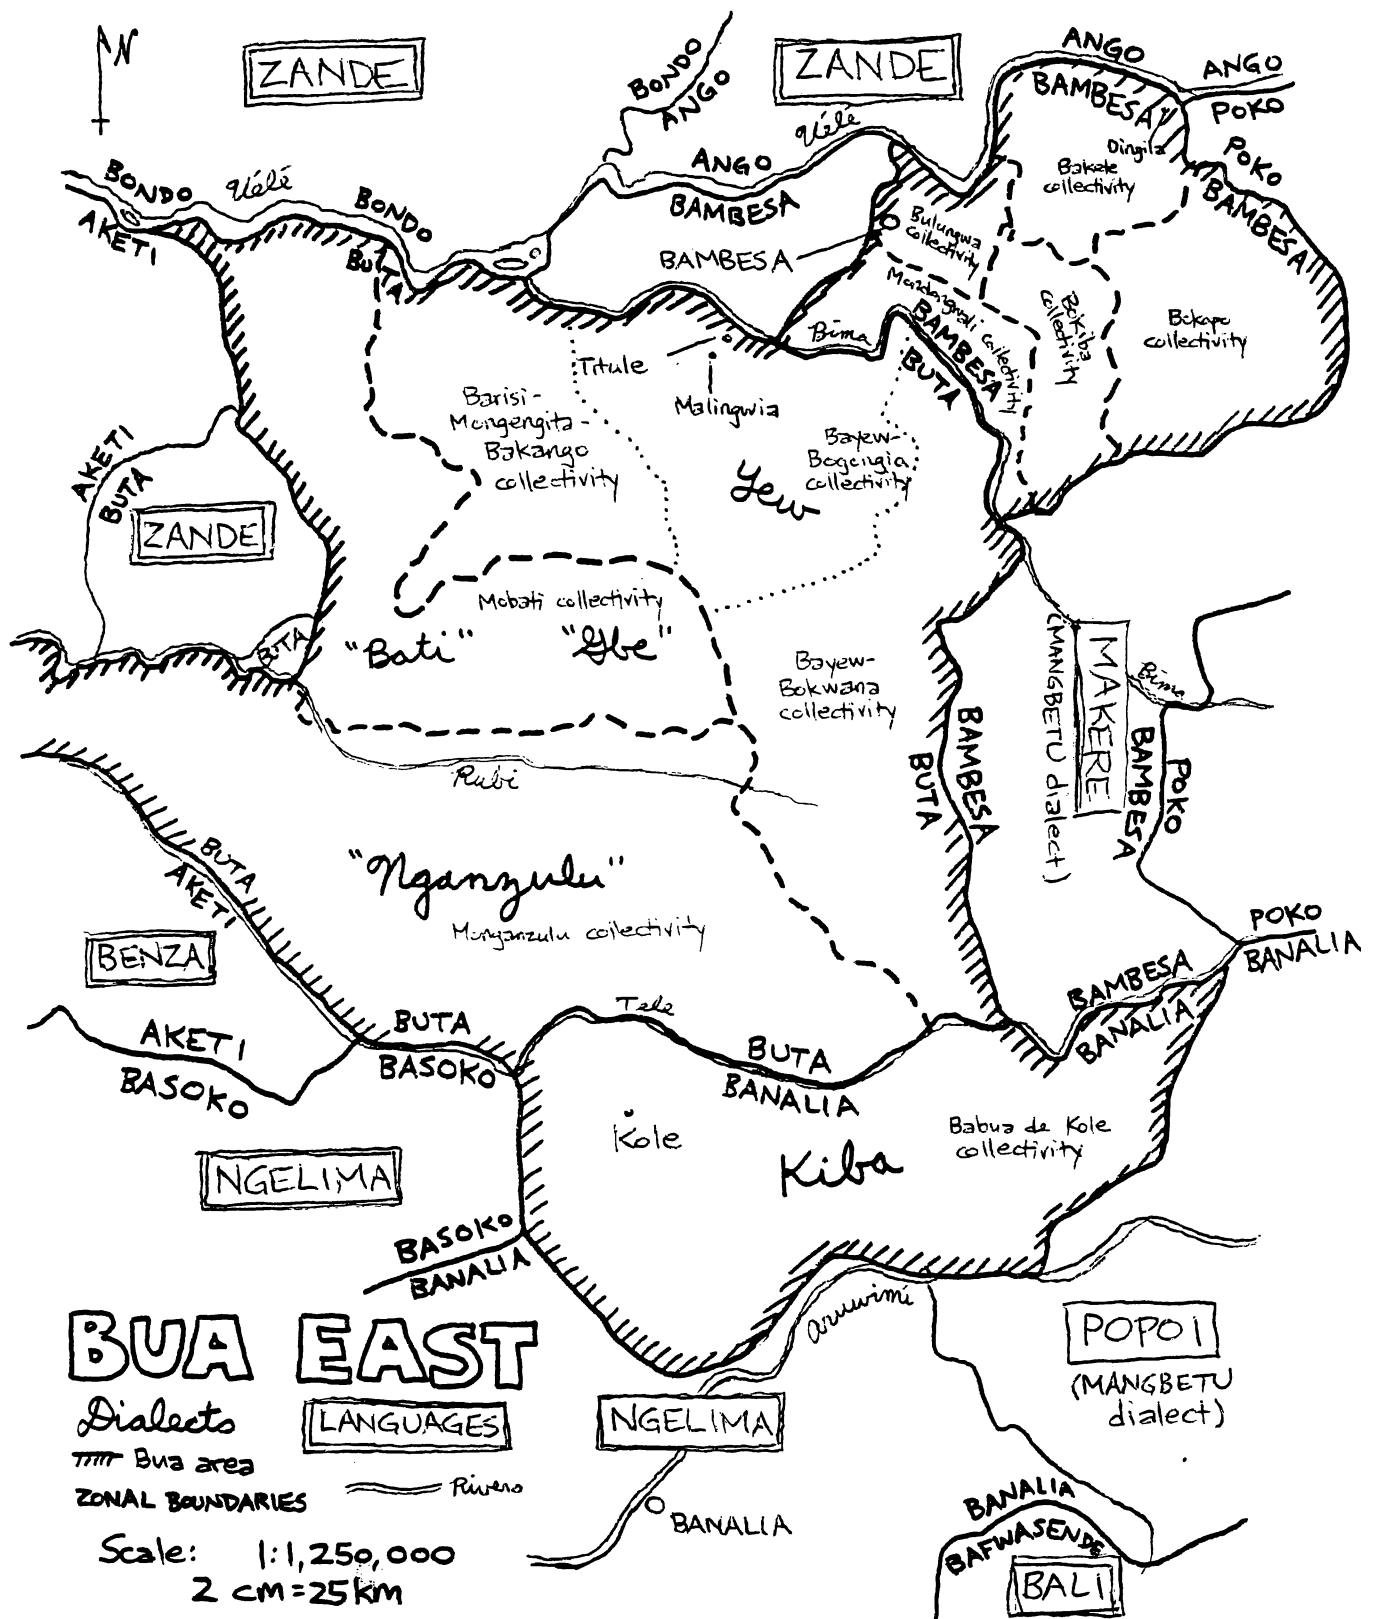 N
ZANDE
ZANDE
BONDO
ANGO
ANGO
BAMBESA
ANGO
POKO
Uélé
Dingila
Bakete
collectivity
POKO
BAMBESA
BONDO
Uélé
AKETI
BONDO
BUTA
ANGO
BAMBESA
BAMBESA
Bulungwa
collectivity
Mandongwali collectivity
Bokiba
collectivity
Bokapo
collectivity
Bima
BAMBESA
BUTA
Titule
Malingwia
Barisi-
Mongengita-
Bakango
collectivity
Bayew-
Bogongia
collectivity
Yew
AKETI
BUTA
ZANDE
BUTA
Mobati collectivity
"Bati"
"Gbe"
Bayew-
Bokwana
collectivity
MAKERE
(MANGBETU dialect)
Bima
BAMBESA
BUTA
POKO
BAMBESA
Rubi
BUTA
AKETI
"Nganzulu"
Monganzulu collectivity
BENZA
POKO
BANALIA
BAMBESA
BANALIA
AKETI
BASOKO
BUTA
BASOKO
Tele
BUTA
BANALIA
Kole
Kiba
Babua de Kole
collectivity
NGELIMA
BASOKO
BANALIA
Aruwimi
BUA EAST
Dialects
LANGUAGES
Bua area
Rivers
ZONAL BOUNDARIES
Scale: 1:1,250,000
2 cm=25km
NGELIMA
BANALIA
POPOI
(MANGBETU
dialect)
BANALIA
BAFWASENDE
BALI